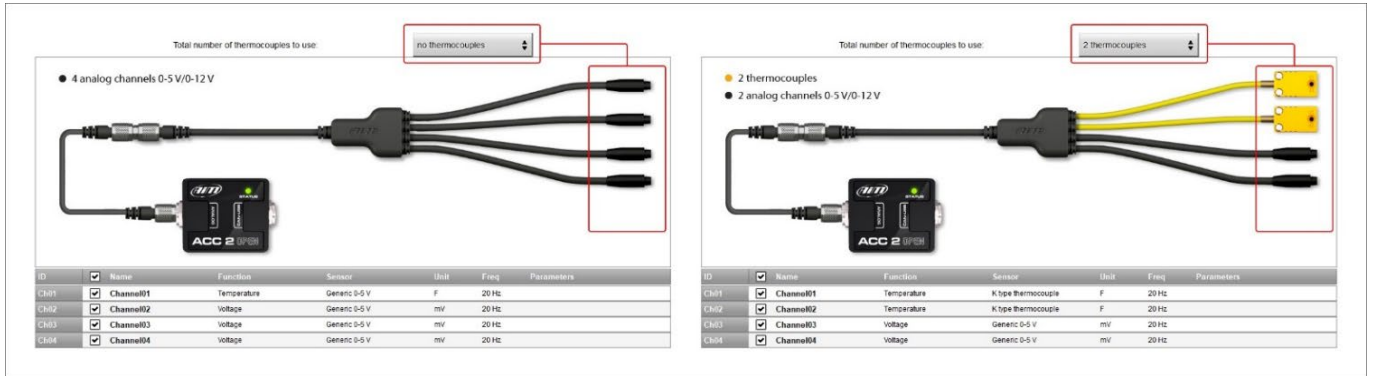 Total number of thermocouples to use:
no thermocouples
4 analog channels 0-5 V/0-12 V
AiM
STATUS
ANALOG
ACC 2 OPEN
ID Name Function Sensor Unit Freq Parameters
Ch01 Channel01 Temperature Generic 0-5 V F 20 Hz
Ch02 Channel02 Voltage Generic 0-5 V mV 20 Hz
Ch03 Channel03 Voltage Generic 0-5 V mV 20 Hz
Ch04 Channel04 Voltage Generic 0-5 V mV 20 Hz
Total number of thermocouples to use:
2 thermocouples
2 thermocouples
2 analog channels 0-5 V/0-12 V
AiM
STATUS
ANALOG
ACC 2 OPEN
ID Name Function Sensor Unit Freq Parameters
Ch01 Channel01 Temperature K type thermocouple F 20 Hz
Ch02 Channel02 Temperature K type thermocouple F 20 Hz
Ch03 Channel03 Voltage Generic 0-5 V mV 20 Hz
Ch04 Channel04 Voltage Generic 0-5 V mV 20 Hz